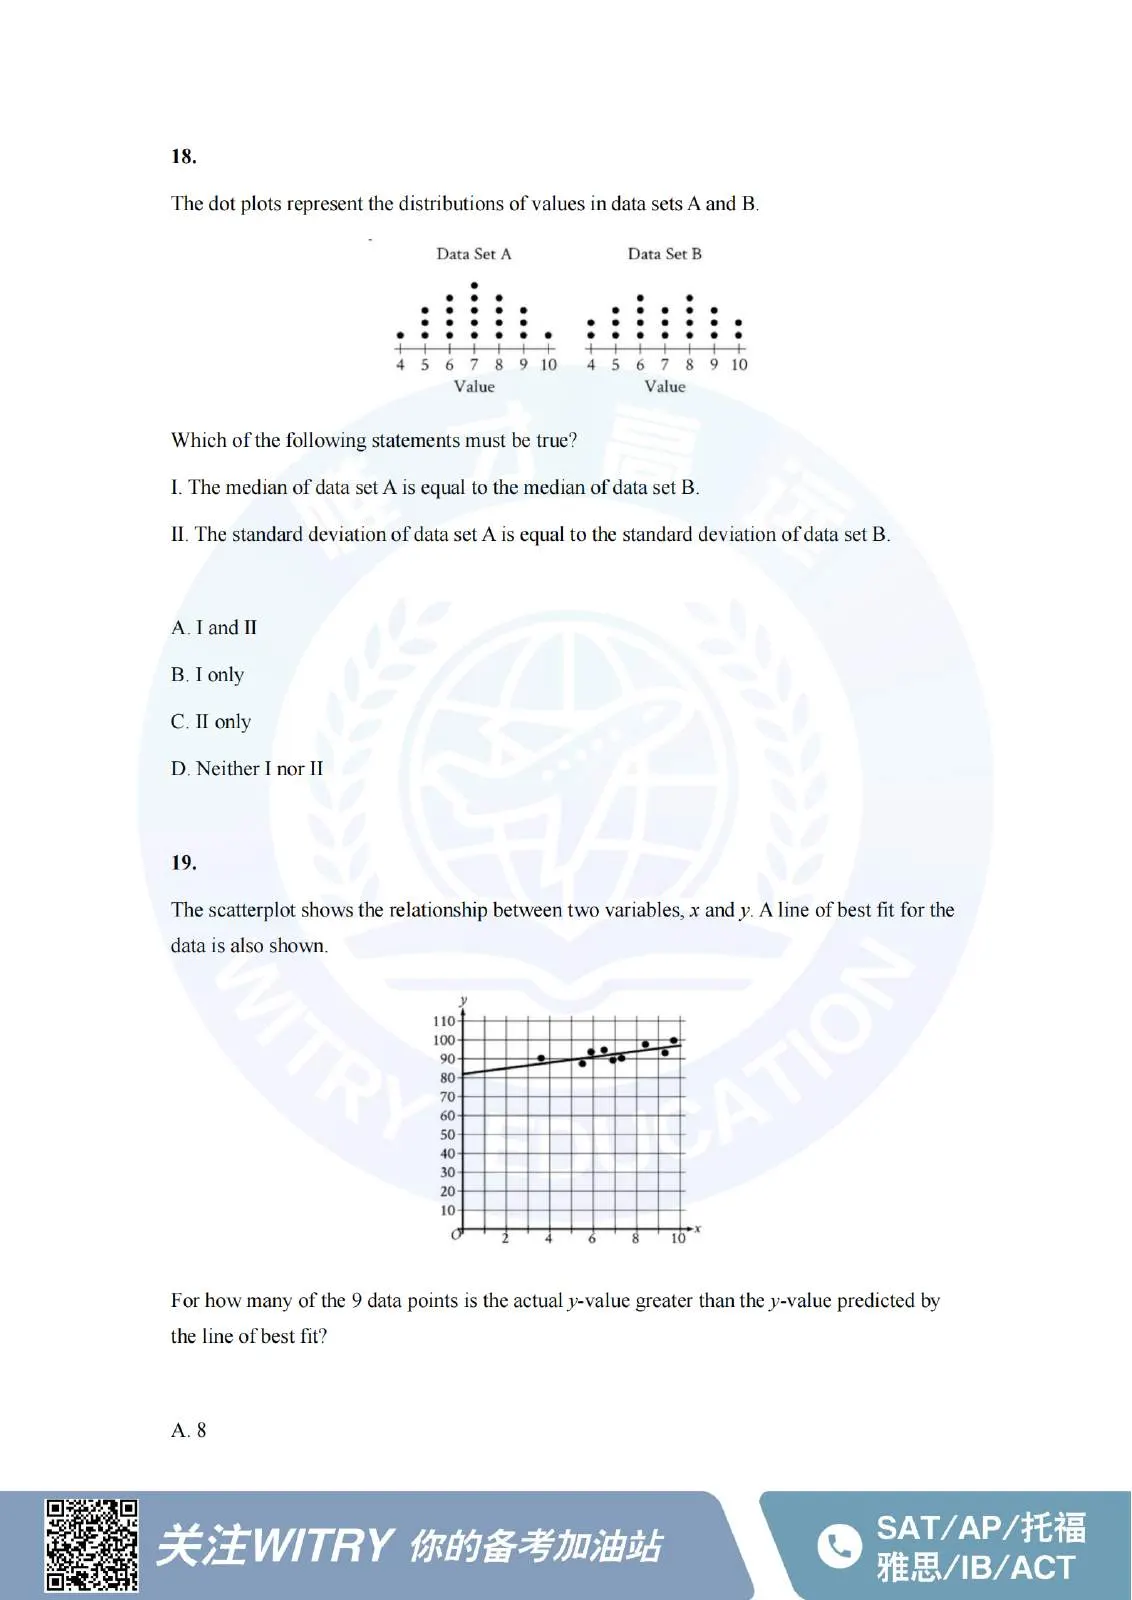 18.
The dot plots represent the distributions of values in data sets A and B.
Data Set A
Data Set B
4 5 6 7 8 9 10
4 5 6 7 8 9 10
Value
Value
Which of the following statements must be true?
I. The median of data set A is equal to the median of data set B.
II. The standard deviation of data set A is equal to the standard deviation of data set B.
A. I and II
B. I only
C. II only
D. Neither I nor II
19.
The scatterplot shows the relationship between two variables, x and y. A line of best fit for the
data is also shown.
y
110
100
90
80
70
60
50
40
30
20
10
O
2 4 6 8 10 x
For how many of the 9 data points is the actual y-value greater than the y-value predicted by
the line of best fit?
A. 8
WITRY EDUCATION
关注WITRY 你的备考加油站
SAT/AP/托福
雅思/IB/ACT